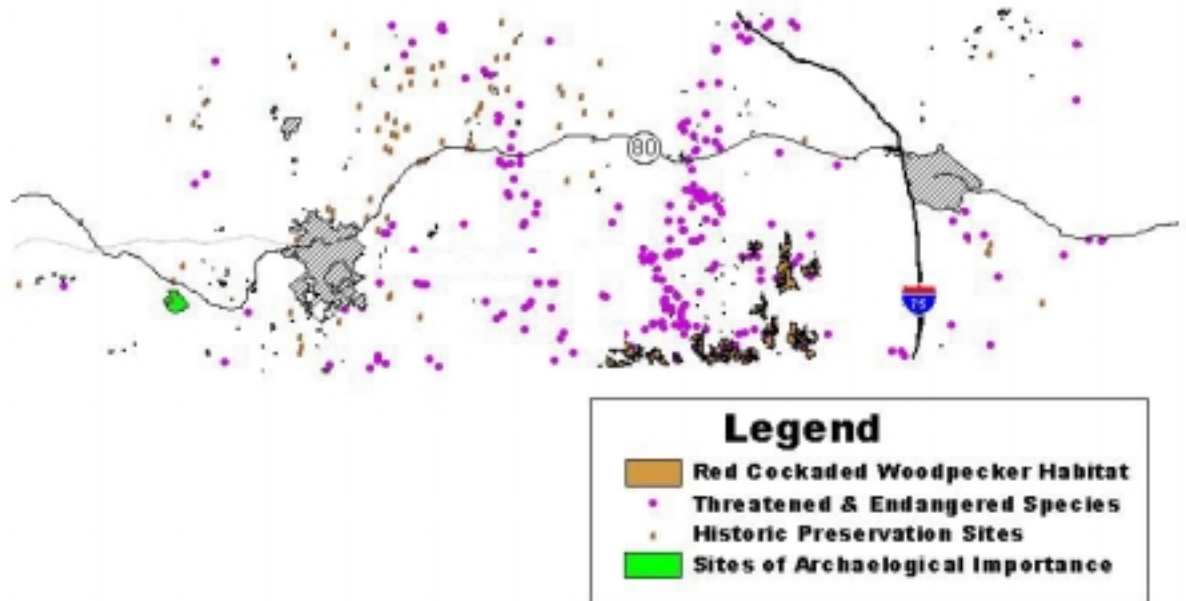 80
75
Legend
Red Cockaded Woodpecker Habitat
Threatened & Endangered Species
Historic Preservation Sites
Sites of Archaelogical Importance